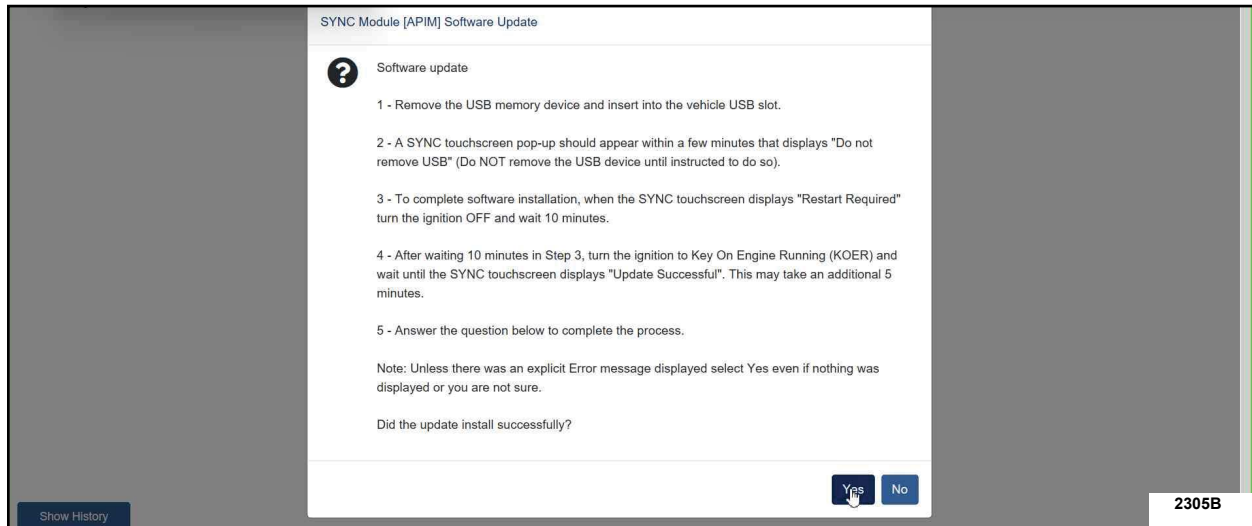 SYNC Module [APIM] Software Update
Software update
1 - Remove the USB memory device and insert into the vehicle USB slot.
2 - A SYNC touchscreen pop-up should appear within a few minutes that displays "Do not
remove USB" (Do NOT remove the USB device until instructed to do so).
3 - To complete software installation, when the SYNC touchscreen displays "Restart Required"
turn the ignition OFF and wait 10 minutes.
4 - After waiting 10 minutes in Step 3, turn the ignition to Key On Engine Running (KOER) and
wait until the SYNC touchscreen displays "Update Successful". This may take an additional 5
minutes.
5 - Answer the question below to complete the process.
Note: Unless there was an explicit Error message displayed select Yes even if nothing was
displayed or you are not sure.
Did the update install successfully?
Yes No
Show History
2305B